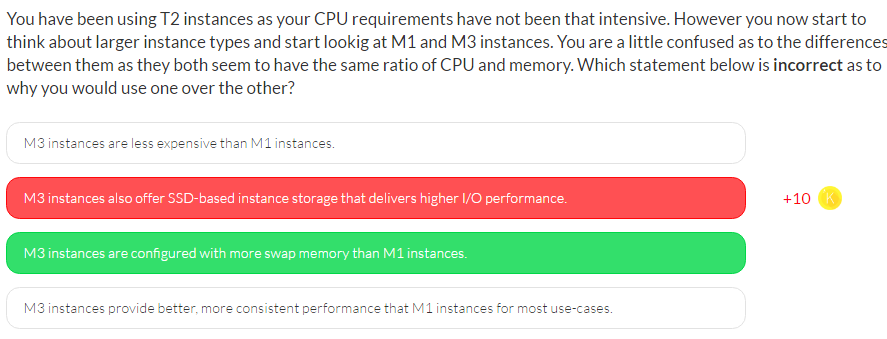 You have been using T2 instances as your CPU requirements have not been that intensive. However you now start to
think about larger instance types and start lookig at M1 and M3 instances. You are a little confused as to the differences
between them as they both seem to have the same ratio of CPU and memory. Which statement below is incorrect as to
why you would use one over the other?
M3 instances are less expensive than M1 instances.
M3 instances also offer SSD-based instance storage that delivers higher I/O performance.
+10 K
M3 instances are configured with more swap memory than M1 instances.
M3 instances provide better, more consistent performance that M1 instances for most use-cases.